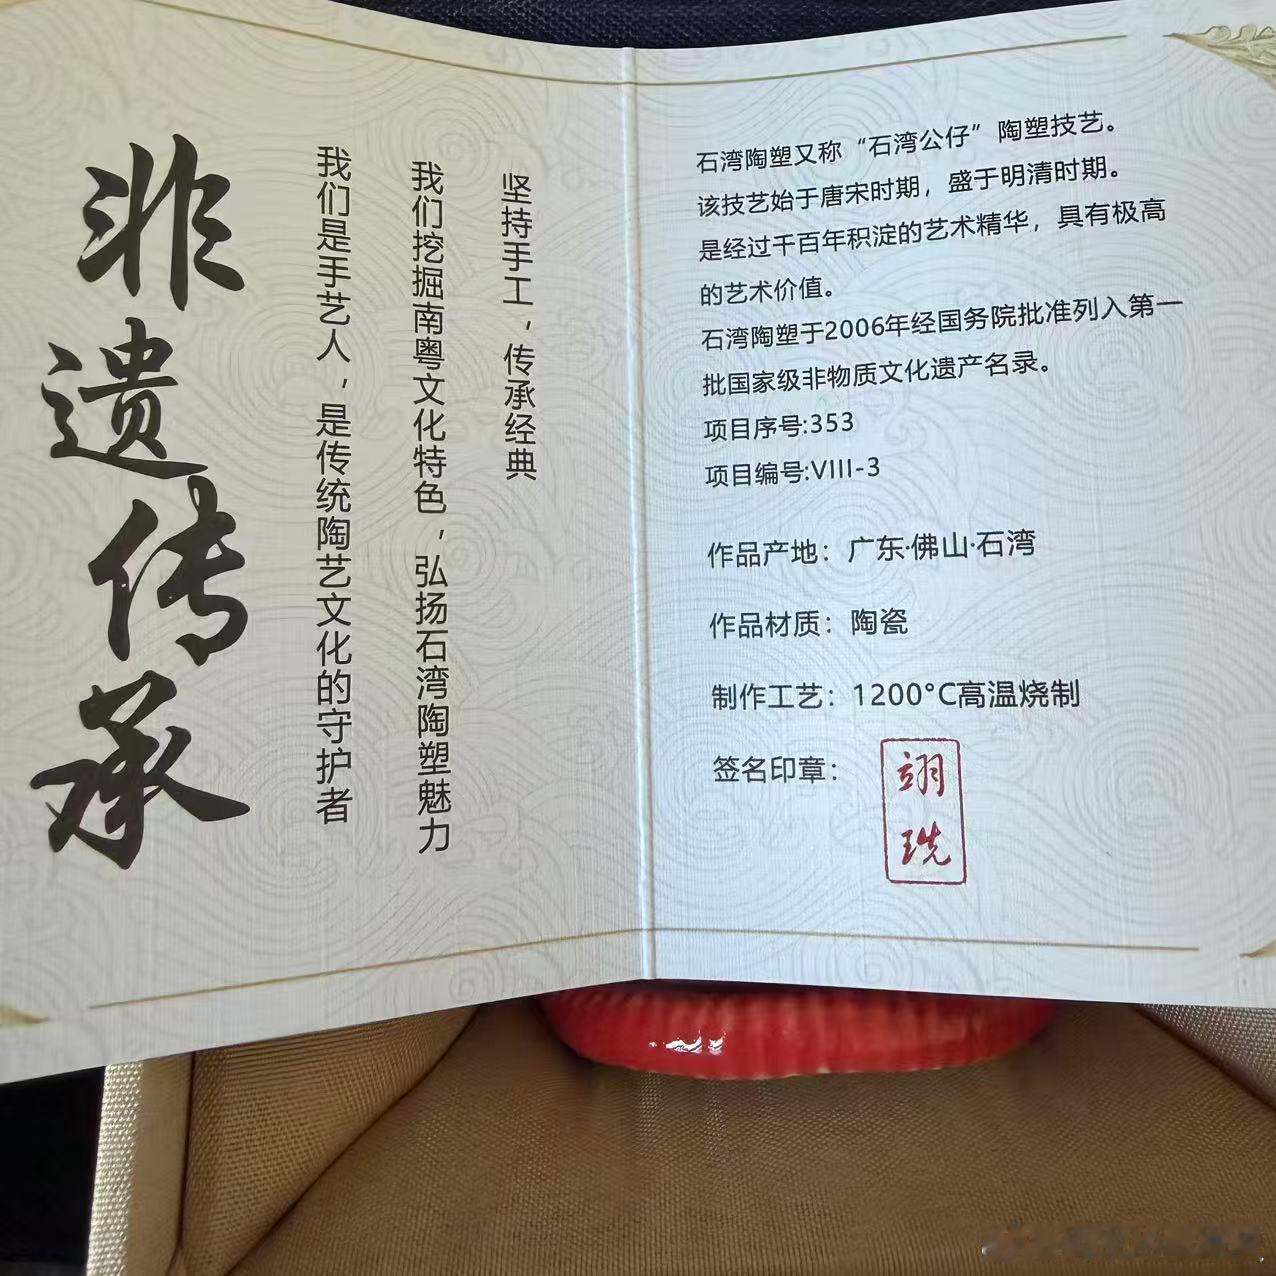 非遗传承
我们是手艺人，是传统陶艺文化的守护者
我们挖掘南粤文化特色，弘扬石湾陶塑魅力
坚持手工，传承经典
石湾陶塑又称“石湾公仔”陶塑技艺。
该技艺始于唐宋时期，盛于明清时期。
是经过千百年积淀的艺术精华，具有极高
的艺术价值。
石湾陶塑于2006年经国务院批准列入第一
批国家级非物质文化遗产名录。
项目序号:353
项目编号:VIII-3
作品产地：广东·佛山·石湾
作品材质：陶瓷
制作工艺：1200°C高温烧制
签名印章：
翊珗